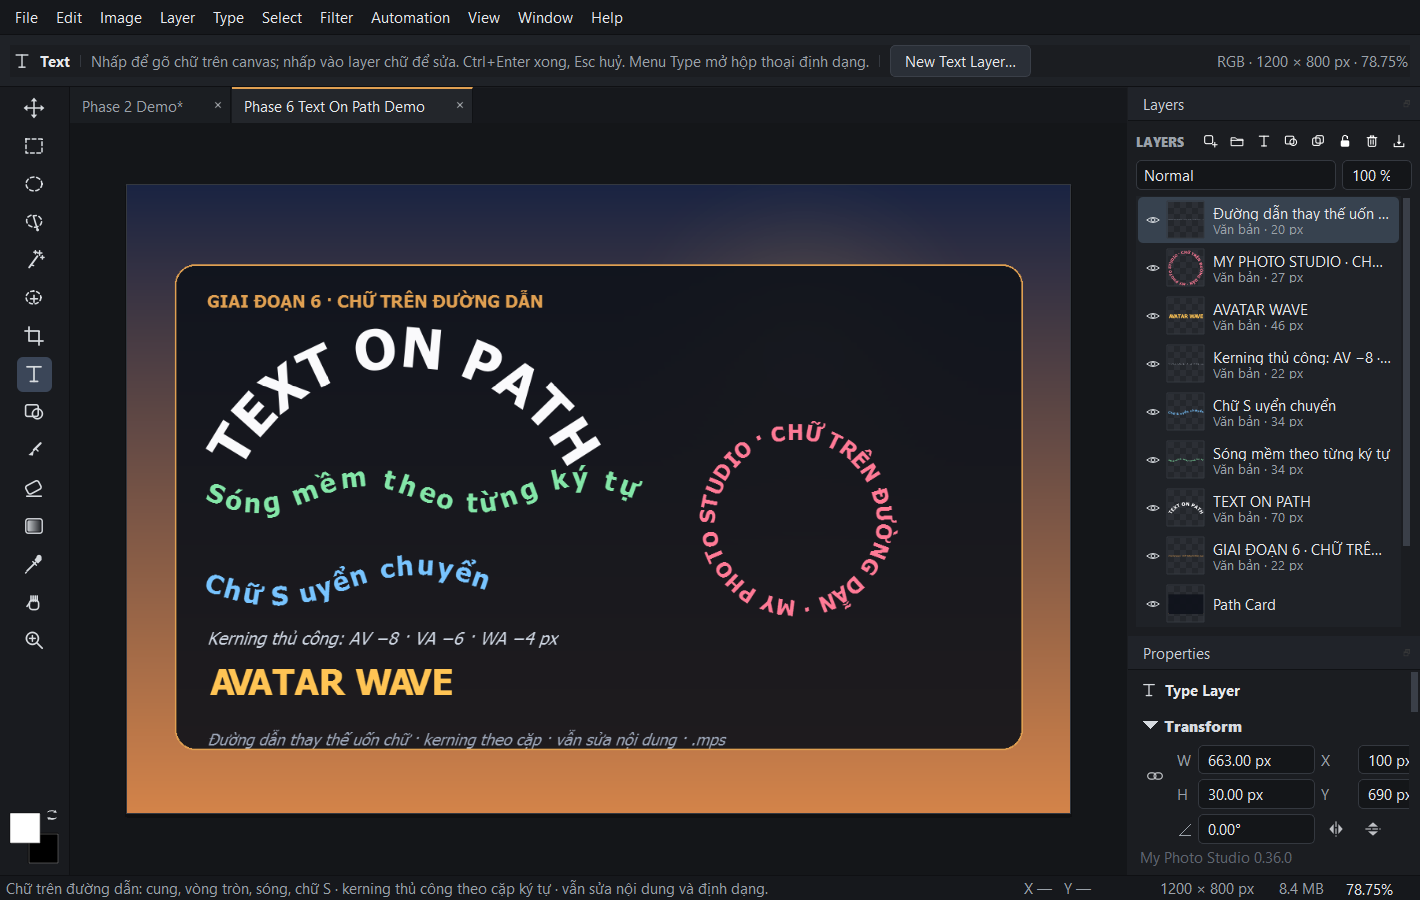 File Edit Image Layer Type Select Filter Automation View Window Help
Text Nhấp để gõ chữ trên canvas; nhấp vào layer chữ để sửa. Ctrl+Enter xong, Esc huỷ. Menu Type mở hộp thoại định dạng. New Text Layer... RGB · 1200 × 800 px · 78.75%
Phase 2 Demo* × Phase 6 Text On Path Demo ×
GIAI ĐOẠN 6 · CHỮ TRÊN ĐƯỜNG DẪN
TEXT ON PATH
Sóng mềm theo từng ký tự
Chữ S uyển chuyển
MY PHOTO STUDIO · CHỮ TRÊN ĐƯỜNG DẪN ·
Kerning thủ công: AV −8 · VA −6 · WA −4 px
AVATAR WAVE
Đường dẫn thay thế uốn chữ · kerning theo cặp · vẫn sửa nội dung · .mps
Layers
LAYERS
Normal 100 %
Đường dẫn thay thế uốn ...
Văn bản · 20 px
MY PHOTO STUDIO · CH...
Văn bản · 27 px
AVATAR WAVE
Văn bản · 46 px
Kerning thủ công: AV −8 ·...
Văn bản · 22 px
Chữ S uyển chuyển
Văn bản · 34 px
Sóng mềm theo từng ký tự
Văn bản · 34 px
TEXT ON PATH
Văn bản · 70 px
GIAI ĐOẠN 6 · CHỮ TRÊ...
Văn bản · 22 px
Path Card
Properties
Type Layer
Transform
W 663.00 px X 100 px
H 30.00 px Y 690 px
0.00°
My Photo Studio 0.36.0
Chữ trên đường dẫn: cung, vòng tròn, sóng, chữ S · kerning thủ công theo cặp ký tự · vẫn sửa nội dung và định dạng. X — Y — 1200 × 800 px 8.4 MB 78.75%